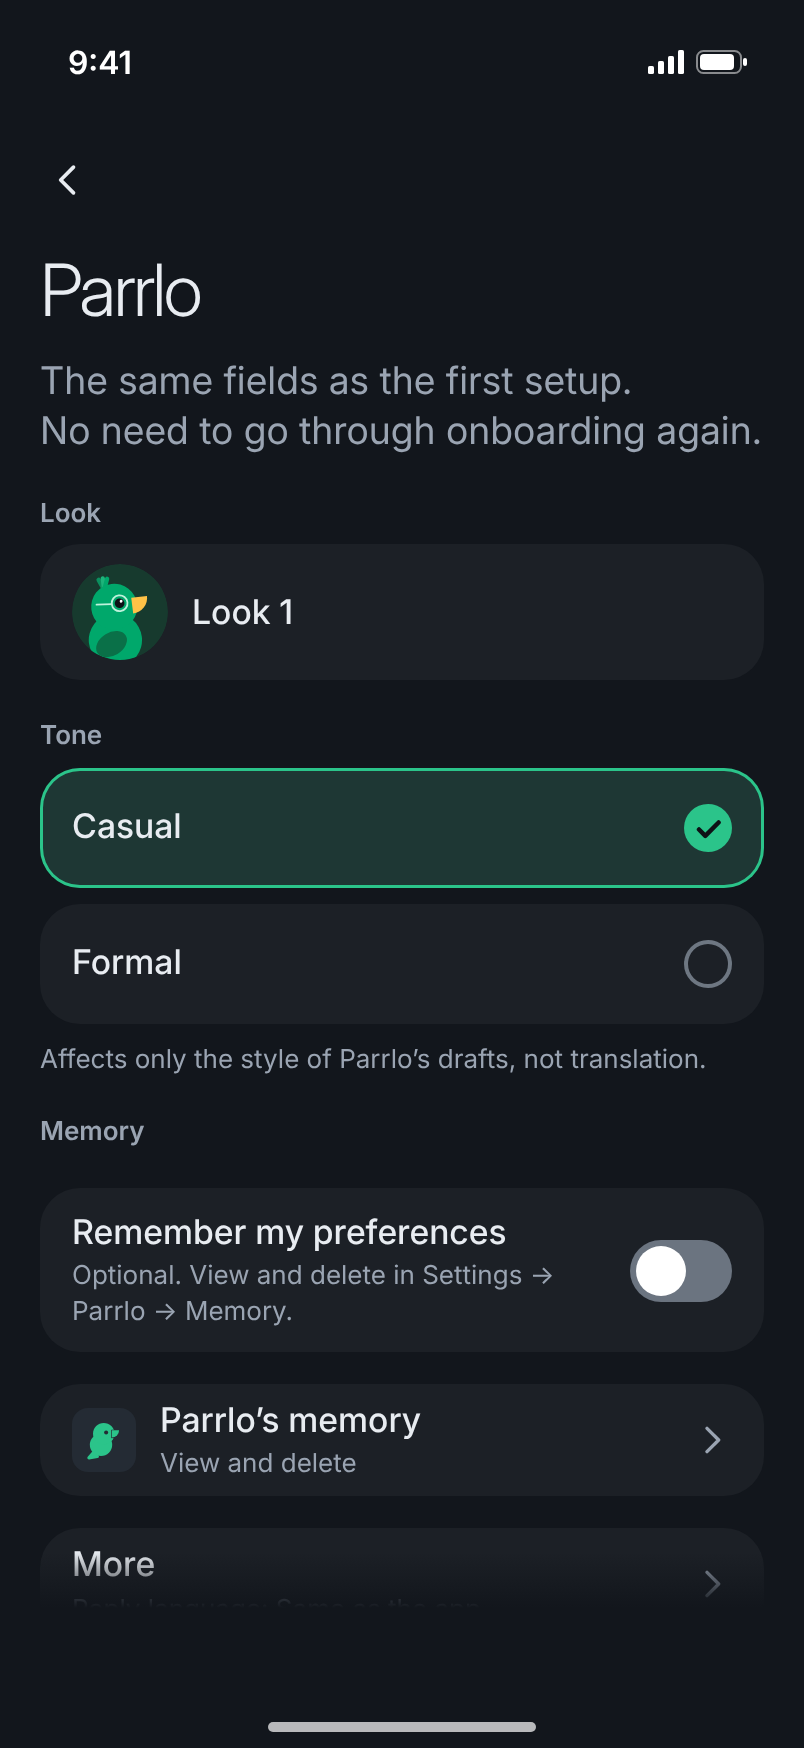 9:41
Parrlo
The same fields as the first setup.
No need to go through onboarding again.
Look
Look 1
Tone
Casual
Formal
Affects only the style of Parrlo’s drafts, not translation.
Memory
Remember my preferences
Optional. View and delete in Settings →
Parrlo → Memory.
Parrlo’s memory
View and delete
More